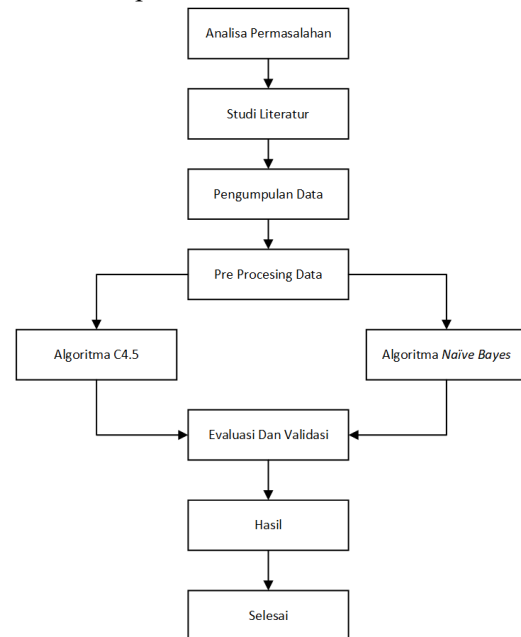 Analisa Permasalahan
Studi Literatur
Pengumpulan Data
Pre Procesing Data
Algoritma C4.5
Algoritma Naïve Bayes
Evaluasi Dan Validasi
Hasil
Selesai